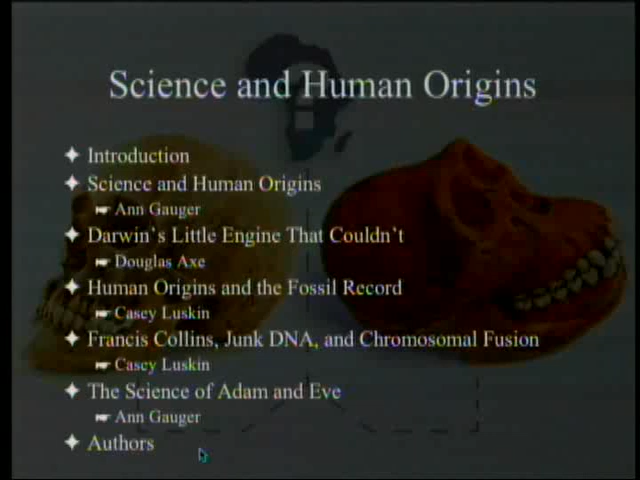 Science and Human Origins
Introduction
Science and Human Origins
Ann Gauger
Darwin's Little Engine That Couldn't
Douglas Axe
Human Origins and the Fossil Record
Casey Luskin
Francis Collins, Junk DNA, and Chromosomal Fusion
Casey Luskin
The Science of Adam and Eve
Ann Gauger
Authors